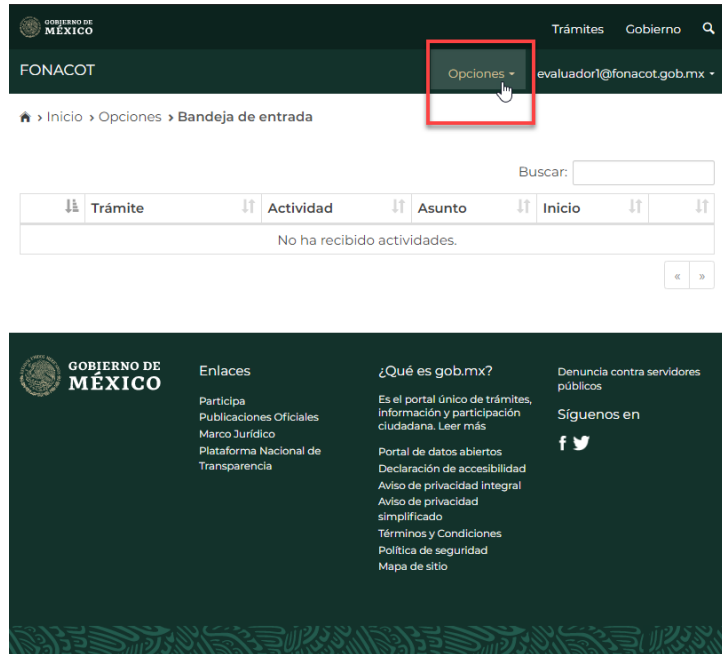 GOBIERNO DE
MÉXICO
Trámites Gobierno
FONACOT
Opciones evaluador1@fonacot.gob.mx
Inicio › Opciones › Bandeja de entrada
Buscar:
Trámite Actividad Asunto Inicio
No ha recibido actividades.
« »
GOBIERNO DE
MÉXICO
Enlaces
Participa
Publicaciones Oficiales
Marco Jurídico
Plataforma Nacional de
Transparencia
¿Qué es gob.mx?
Es el portal único de trámites,
información y participación
ciudadana. Leer más
Portal de datos abiertos
Declaración de accesibilidad
Aviso de privacidad integral
Aviso de privacidad
simplificado
Términos y Condiciones
Política de seguridad
Mapa de sitio
Denuncia contra servidores
públicos
Síguenos en